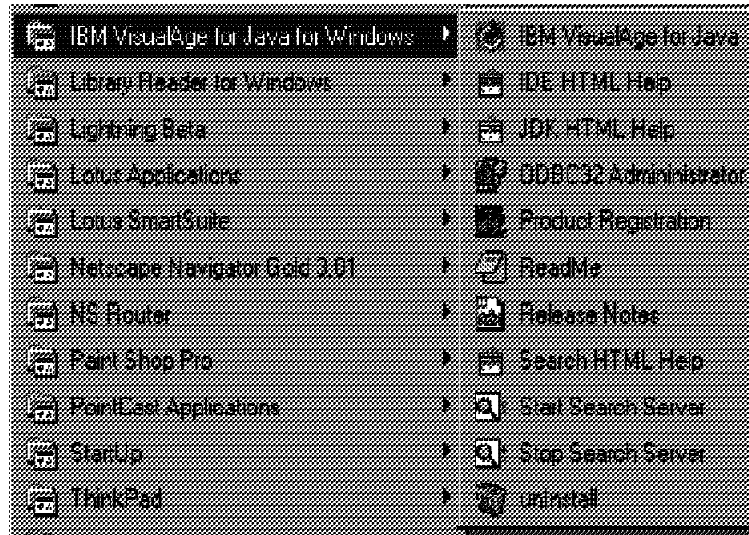 IBM VisualAge for Java for Windows
Library Reader for Windows
Lightning Beta
Lotus Applications
Lotus SmartSuite
Netscape Navigator Gold 3.01
NS Router
Paint Shop Pro
PointCast Applications
StartUp
ThinkPad
IBM VisualAge for Java
IDE HTML Help
JDK HTML Help
ODBC32 Admininistrator
Product Registration
ReadMe
Release Notes
Search HTML Help
Start Search Server
Stop Search Server
uninstall